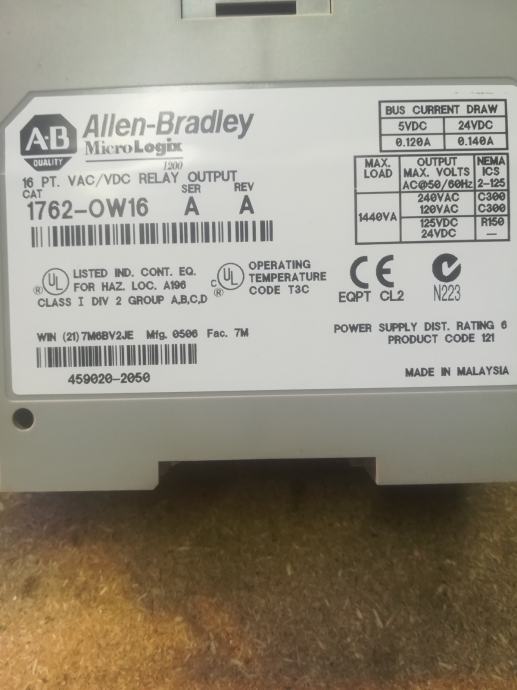 A-B
QUALITY
Allen-Bradley
MicroLogix
1200
16 PT. VAC/VDC RELAY OUTPUT
CAT SER REV
1762-OW16 A A
BUS CURRENT DRAW
5VDC 24VDC
0.120A 0.140A
MAX. LOAD OUTPUT MAX. VOLTS AC@50/60Hz NEMA ICS 2-125
1440VA 240VAC C300
120VAC C300
125VDC R150
24VDC —
UL LISTED IND. CONT. EQ.
FOR HAZ. LOC. A196
CLASS I DIV 2 GROUP A,B,C,D
C UL ® OPERATING
TEMPERATURE
CODE T3C
CE
EQPT CL2
N223
WIN (21) 7M6BV2JE Mfg. 0506 Fac. 7M
459020-2050
POWER SUPPLY DIST. RATING 6
PRODUCT CODE 121
MADE IN MALAYSIA